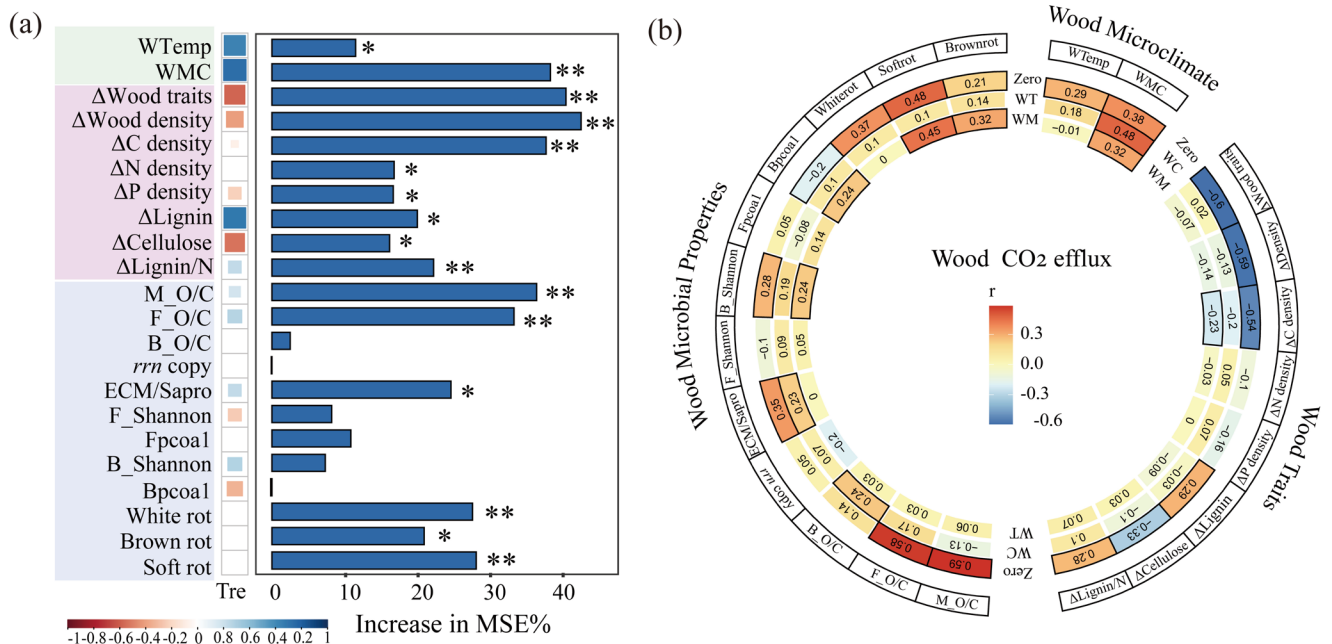 (a)
WTemp *
WMC **
ΔWood traits **
ΔWood density **
ΔC density **
ΔN density *
ΔP density *
ΔLignin *
ΔCellulose *
ΔLignin/N **
M_O/C **
F_O/C **
B_O/C
rrn copy
ECM/Sapro *
F_Shannon
Fpcoa1
B_Shannon
Bpcoa1
White rot **
Brown rot *
Soft rot **
Tre
0 10 20 30 40
-1 -0.8 -0.6 -0.4 -0.2 0 0.8 0.6 0.4 0.2 1
Increase in MSE%
(b)
Wood Microclimate
WTemp WMC
Zero 0.29 0.38
WT 0.18 0.48
WM −0.01 0.32
Wood Traits
Zero WC WM
ΔWood traits −0.6 0.02 −0.07
ΔDensity −0.59 −0.13 −0.14
ΔC density −0.54 −0.2 −0.23
ΔN density −0.1 0.05 −0.03
ΔP density −0.16 0.07 0
ΔLignin 0.29 −0.03 −0.09
ΔCellulose −0.33 −0.1 0.03
ΔLignin/N 0.28 0.1 0.07
WT
WC
Zero
M_O/C 0.59 −0.13 0.06
F_O/C 0.58 0.17 0.03
B_O/C 0.14 0.24 0.03
rrn copy 0.05 0.07 −0.2
ECM/Sapro 0.35 0.23 0
F_Shannon −0.1 0.09 0.05
B_Shannon 0.28 0.19 0.24
Fpcoa1 0.05 −0.08 0.14
Bpcoa1 −0.2 0.1 0.24
Whiterot 0.37 0.1 0
Softrot 0.48 0.1 0.45
Brownrot 0.21 0.14 0.32
Wood Microbial Properties
Wood CO2 efflux
r
0.3
0.0
-0.3
-0.6